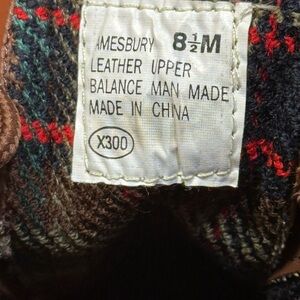 AMESBURY 8½M
LEATHER UPPER
BALANCE MAN MADE
MADE IN CHINA
X300